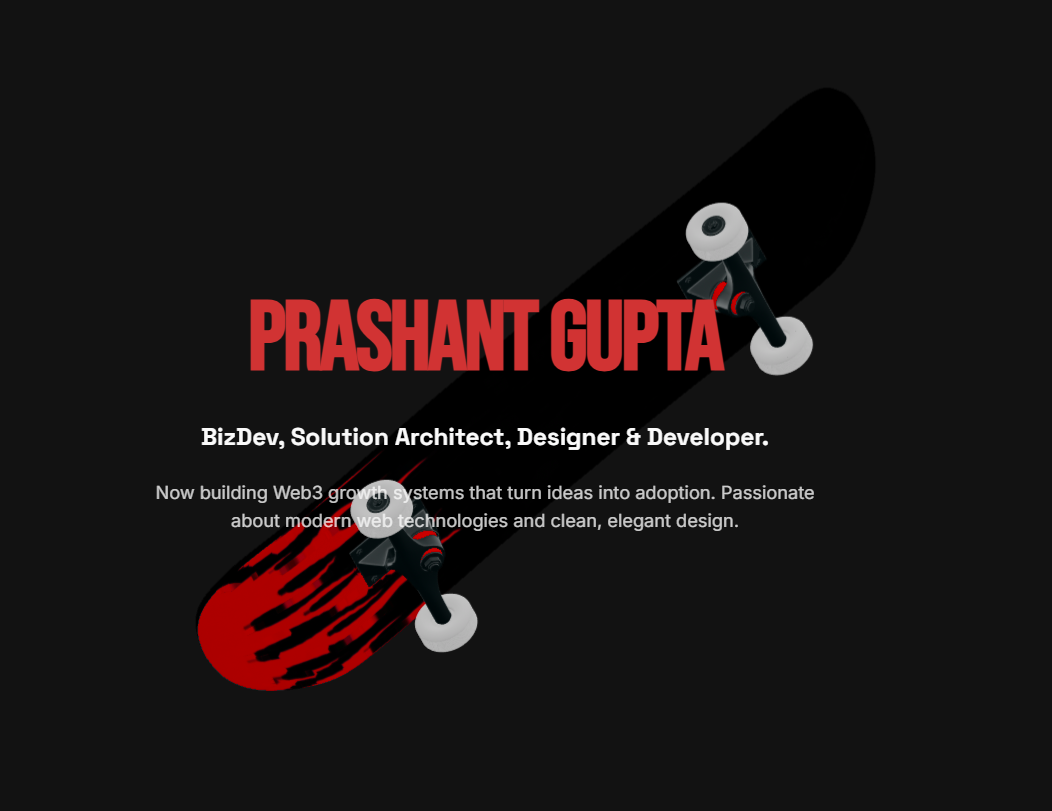 PRASHANT GUPTA
BizDev, Solution Architect, Designer & Developer.
Now building Web3 growth systems that turn ideas into adoption. Passionate
about modern web technologies and clean, elegant design.